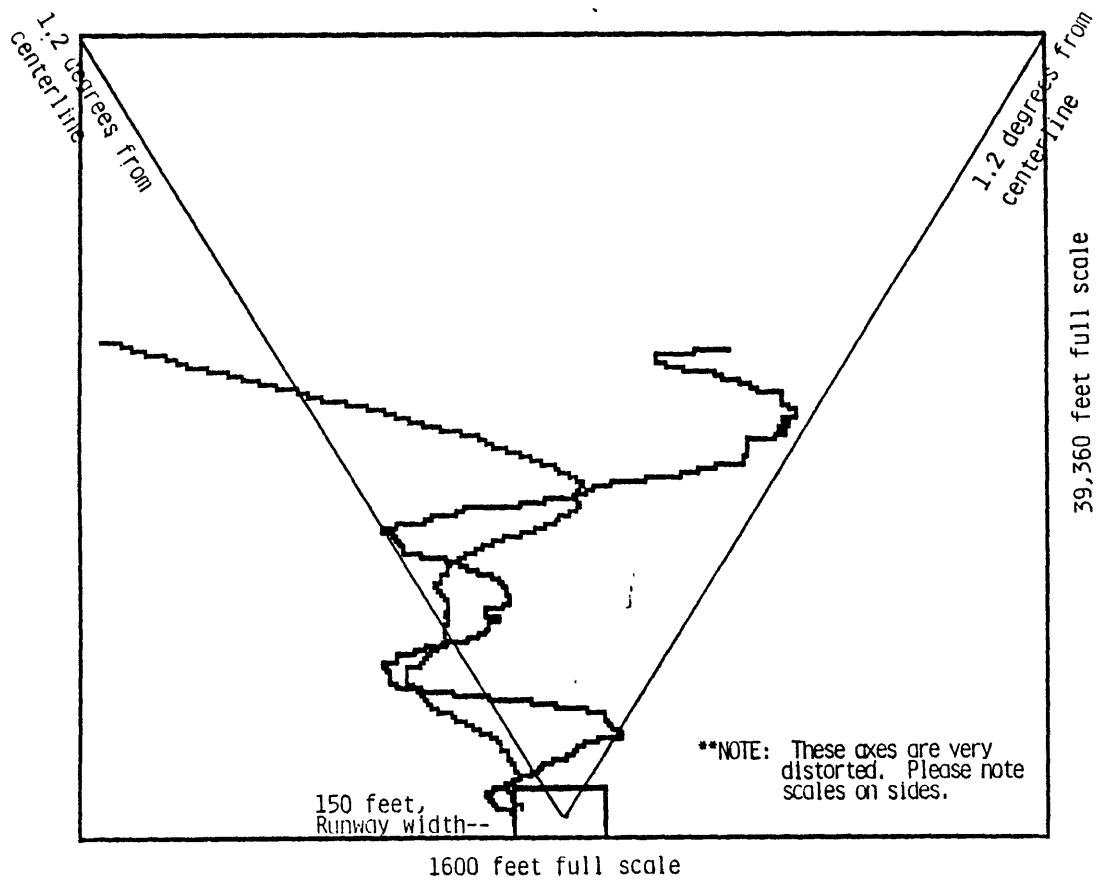 1.2 degrees from
centerline
1.2 degrees from
centerline
39,360 feet full scale
**NOTE: These axes are very
distorted. Please note
scales on sides.
150 feet,
Runway width--
1600 feet full scale